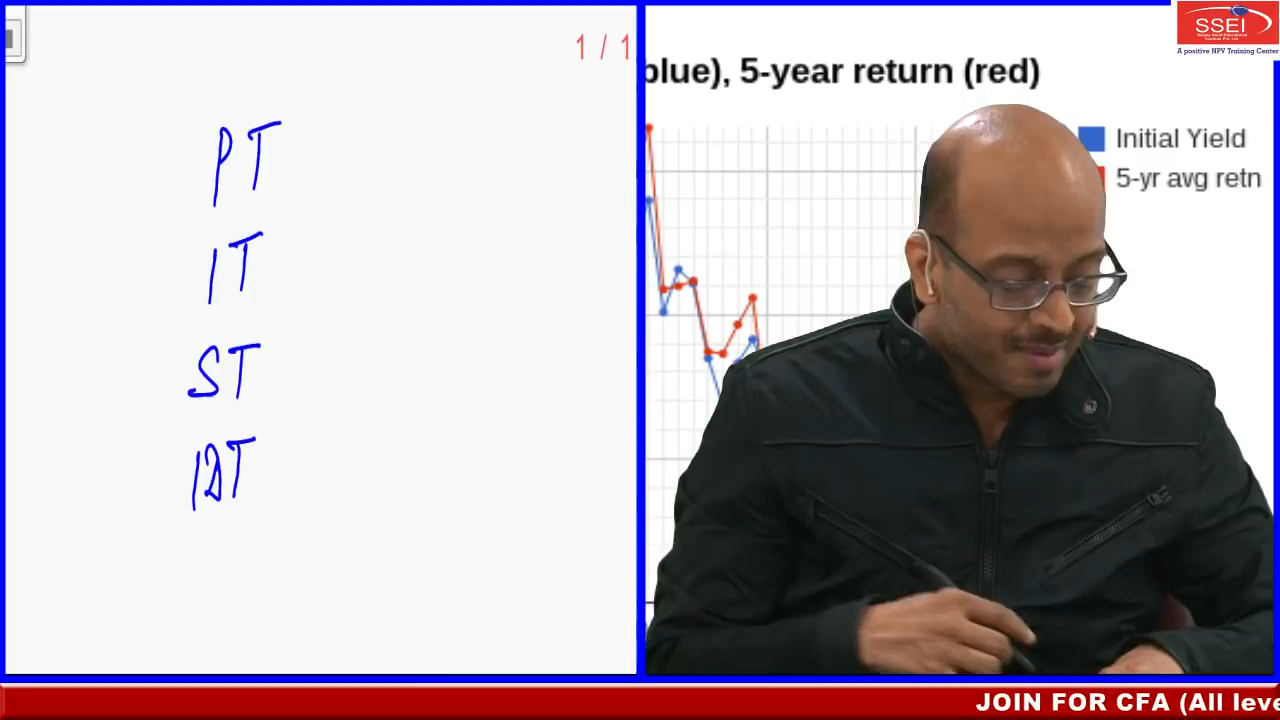 1 / 1
PT
IT
ST
IDT
blue), 5-year return (red)
Initial Yield
5-yr avg retn
SSEI
A positive NPV Training Center
JOIN FOR CFA (All leve